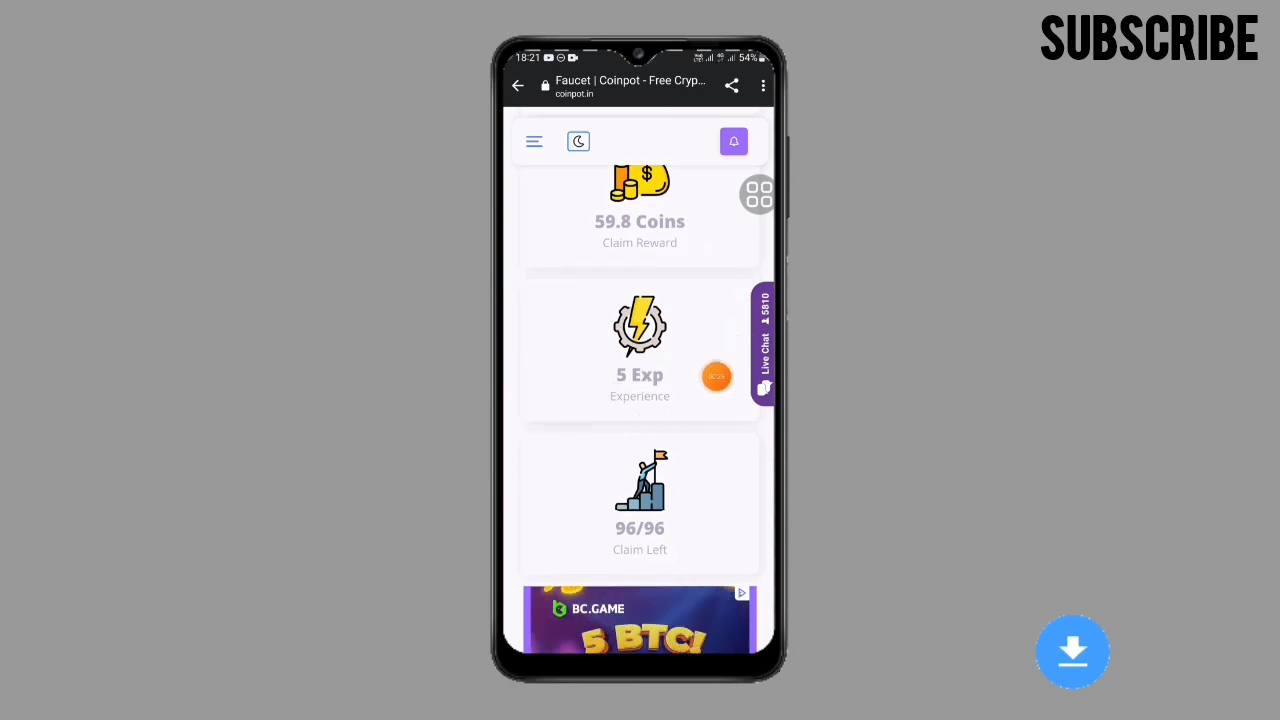 SUBSCRIBE
18:21
54%
Faucet | Coinpot - Free Cryp...
coinpot.in
59.8 Coins
Claim Reward
5 Exp
Experience
Live Chat 5810
96/96
Claim Left
BC.GAME
5 BTC!